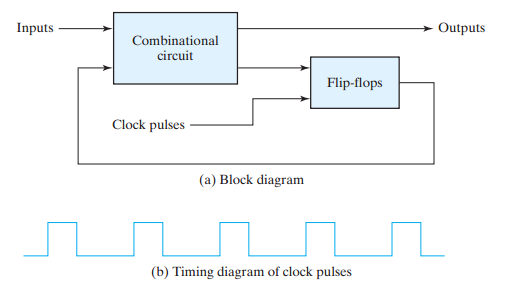 Inputs
Outputs
Combinational
circuit
Flip-flops
Clock pulses
(a) Block diagram
(b) Timing diagram of clock pulses